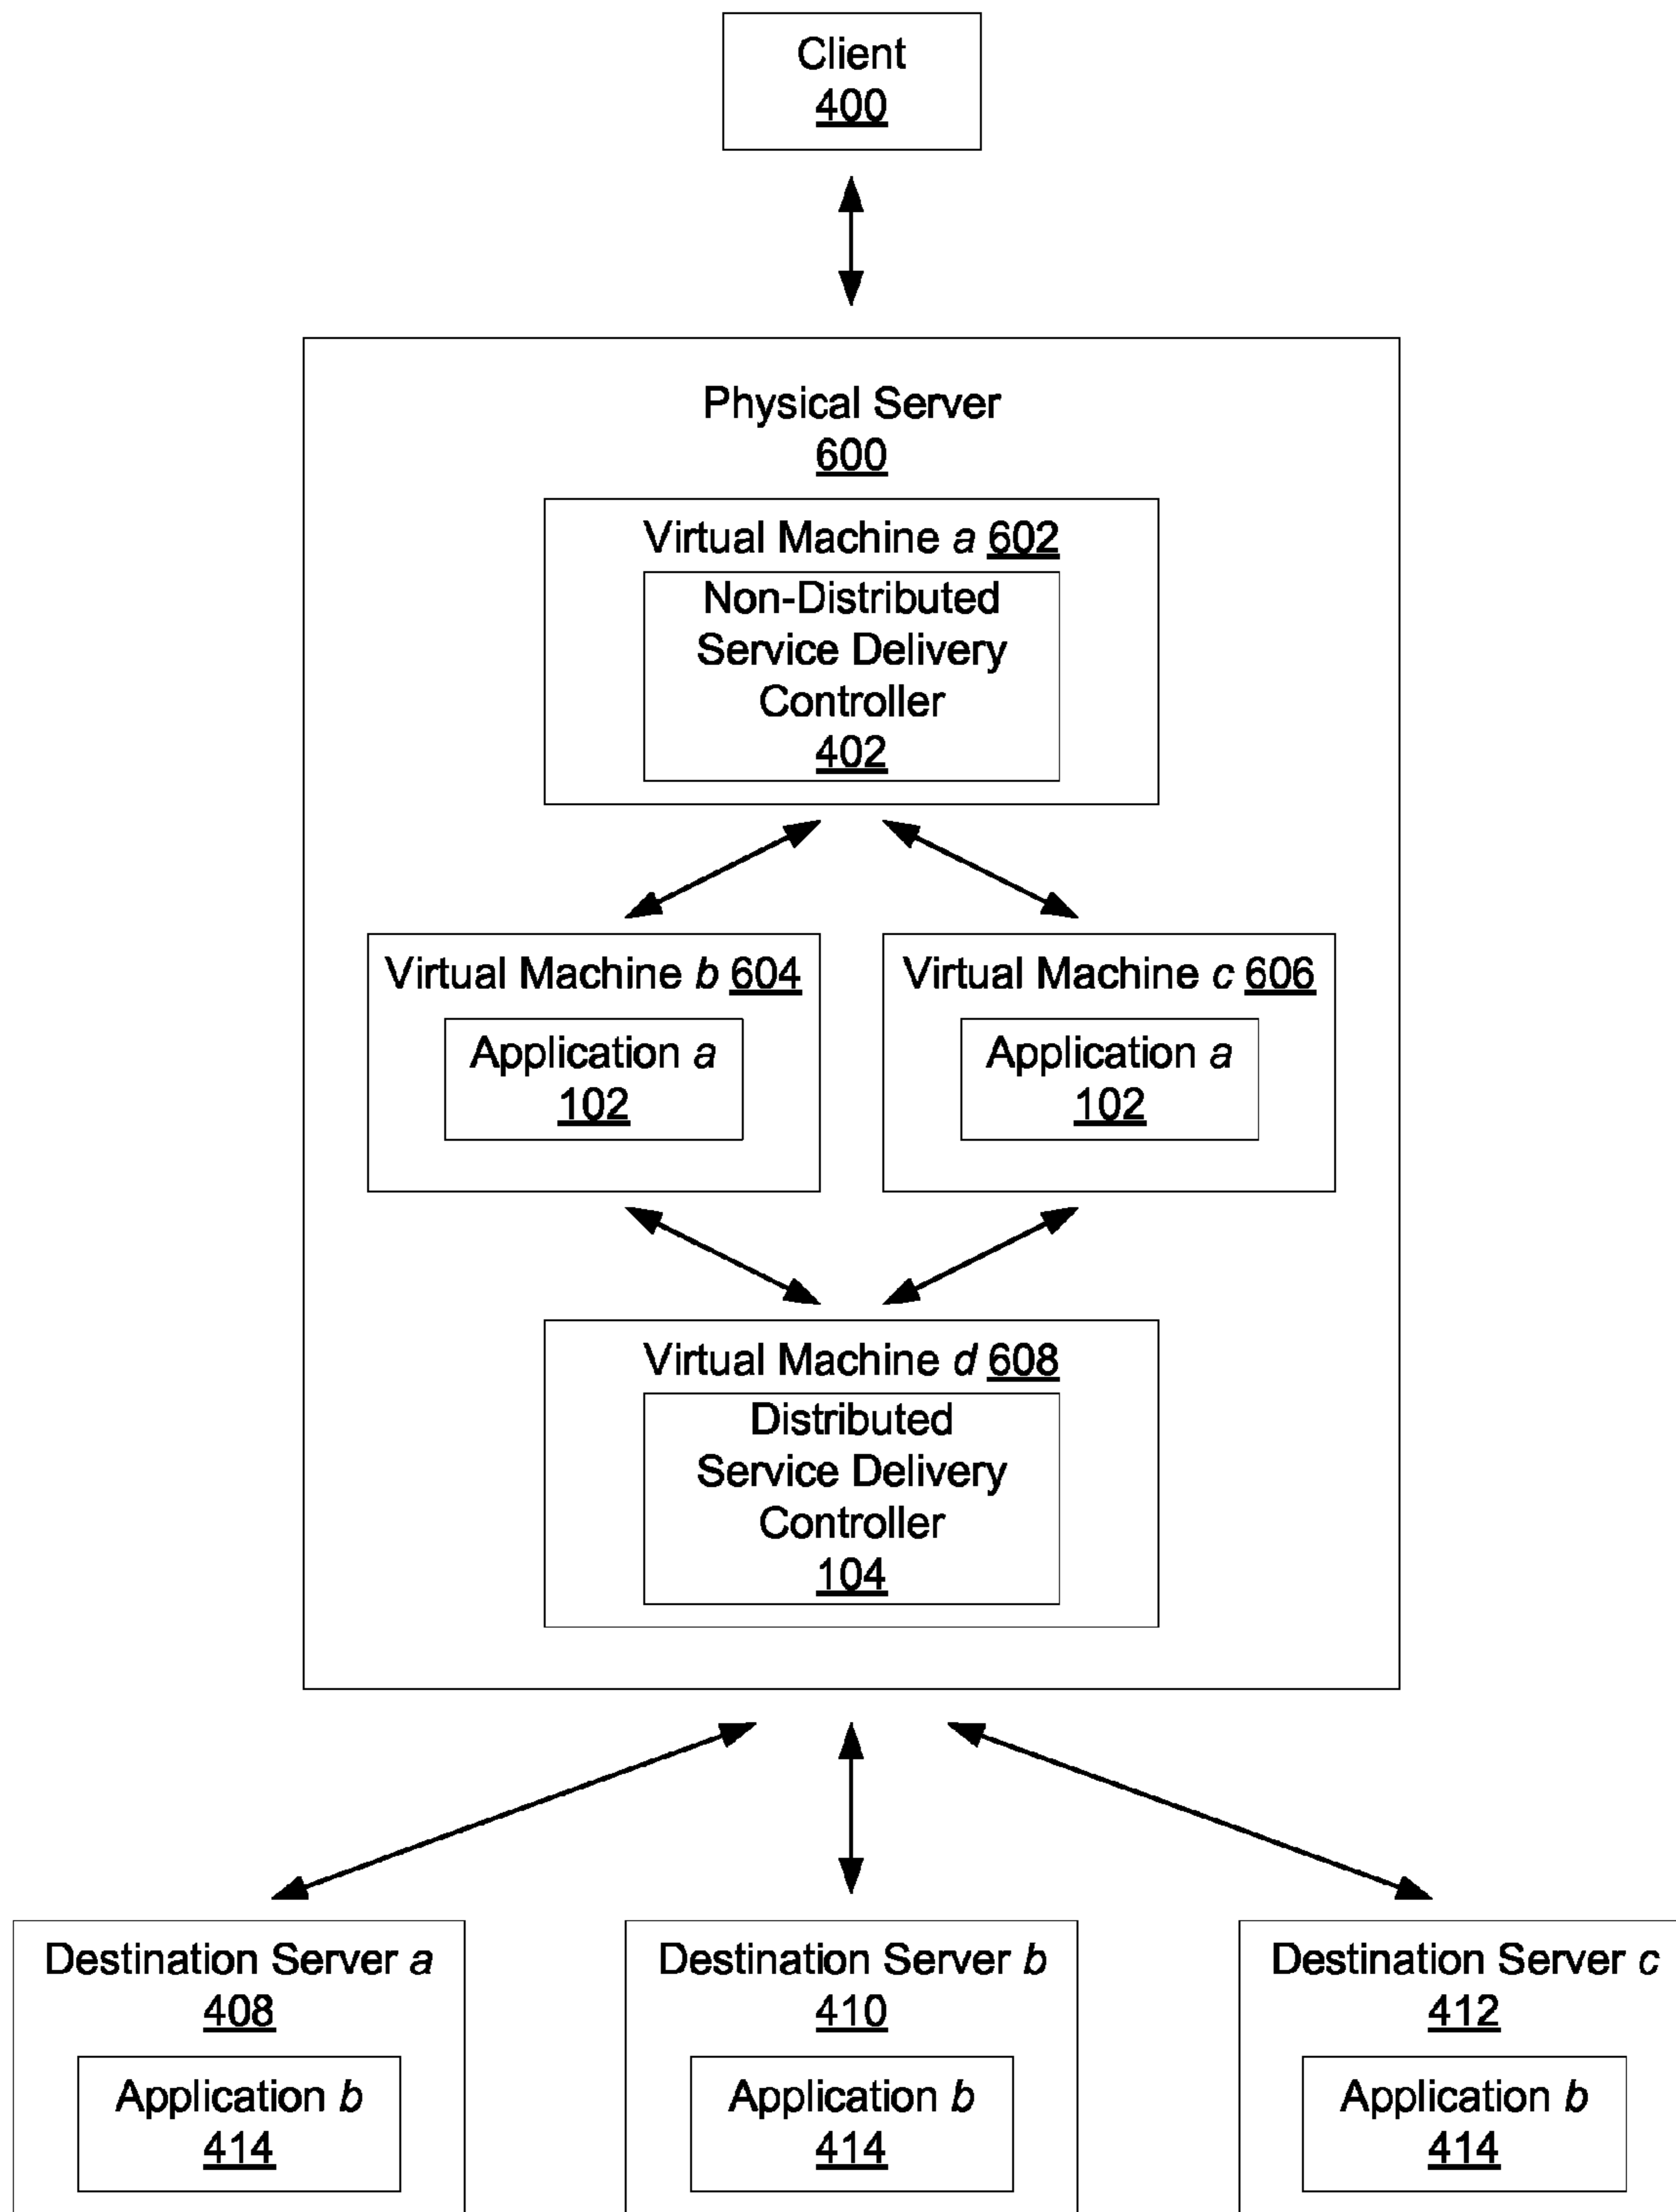 Client
400
Physical Server
600
Virtual Machine a 602
Non-Distributed
Service Delivery
Controller
402
Virtual Machine b 604
Application a
102
Virtual Machine c 606
Application a
102
Virtual Machine d 608
Distributed
Service Delivery
Controller
104
Destination Server a
408
Application b
414
Destination Server b
410
Application b
414
Destination Server c
412
Application b
414